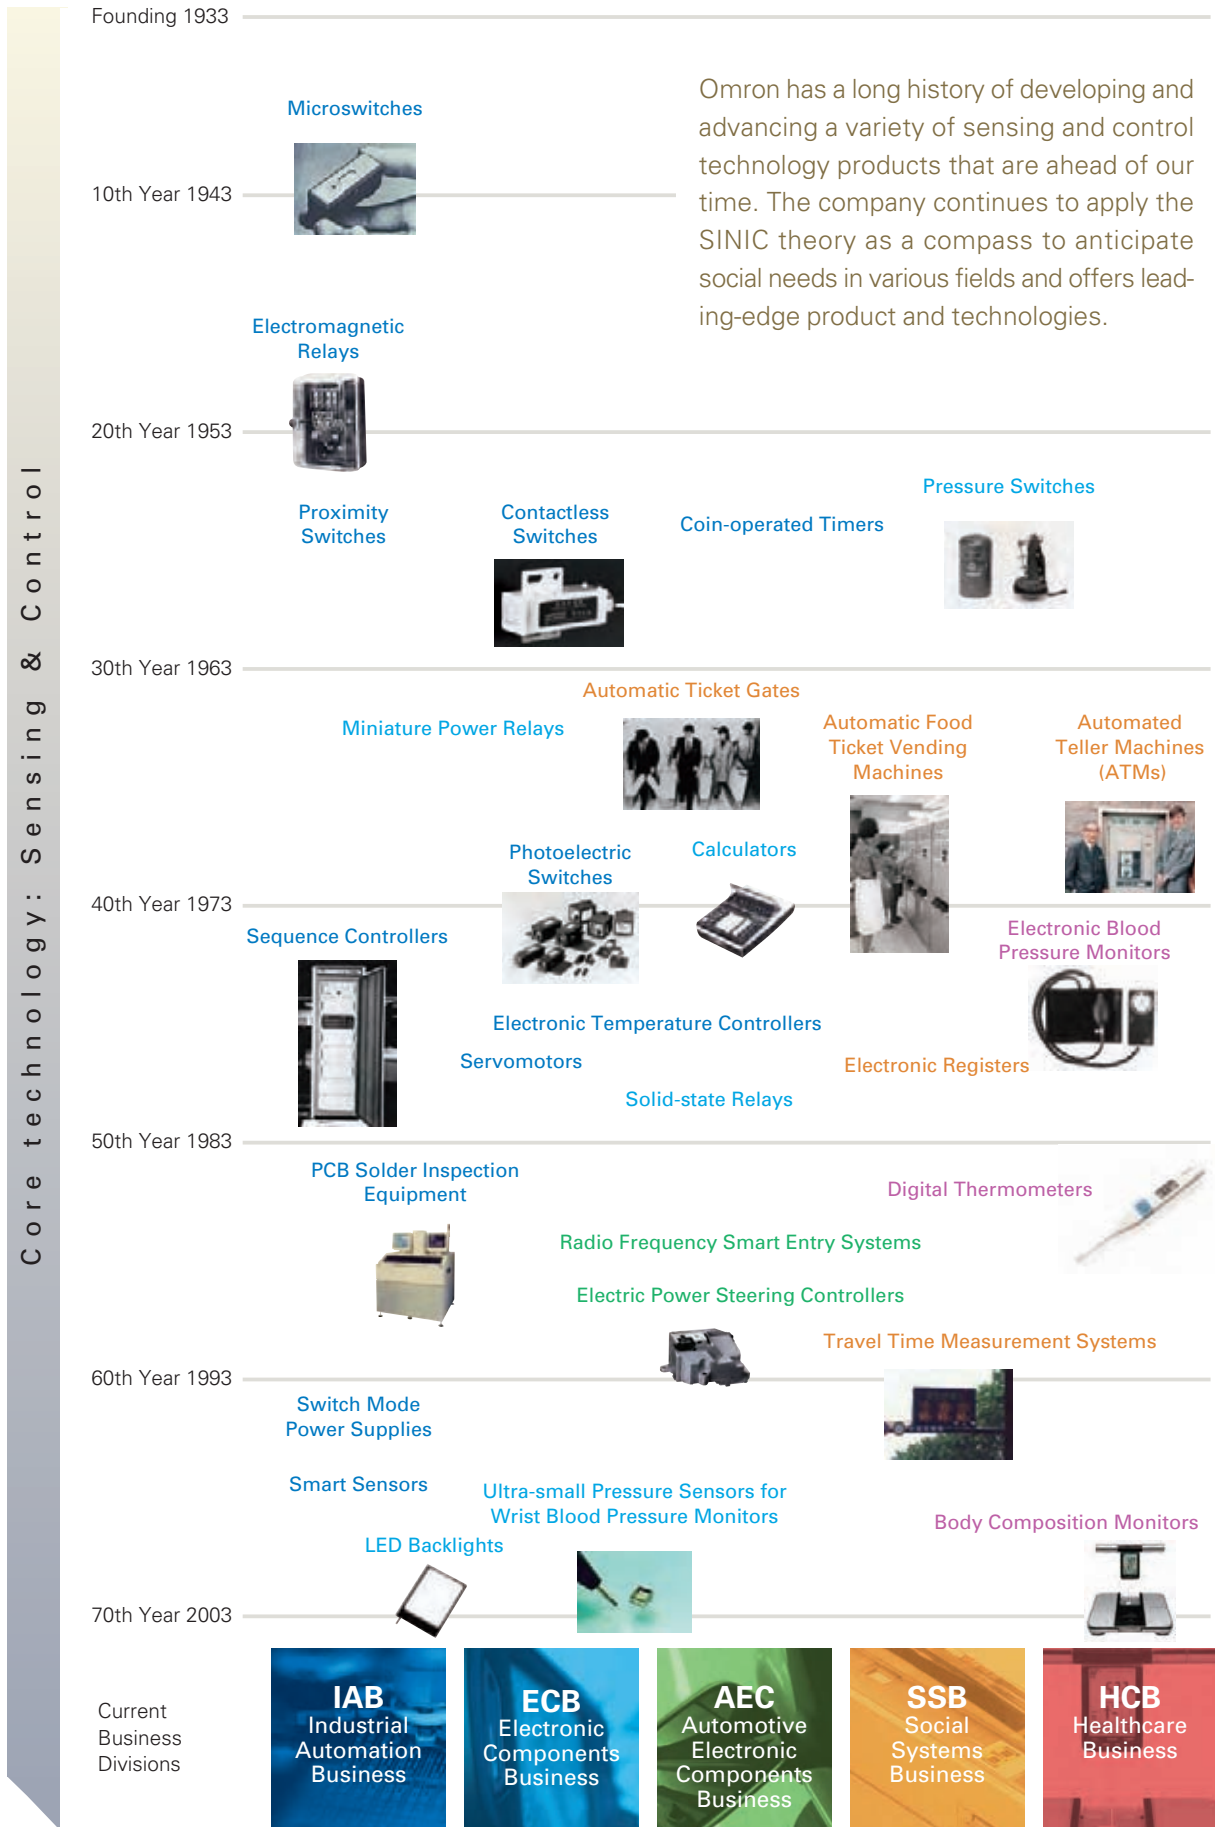 Founding 1933
Omron has a long history of developing and
advancing a variety of sensing and control
technology products that are ahead of our
time. The company continues to apply the
SINIC theory as a compass to anticipate
social needs in various fields and offers lead-
ing-edge product and technologies.
Microswitches
10th Year 1943
Electromagnetic
Relays
20th Year 1953
Proximity
Switches
Contactless
Switches
Coin-operated Timers
Pressure Switches
30th Year 1963
Automatic Ticket Gates
Miniature Power Relays
Automatic Food
Ticket Vending
Machines
Automated
Teller Machines
(ATMs)
Photoelectric
Switches
Calculators
40th Year 1973
Sequence Controllers
Electronic Blood
Pressure Monitors
Electronic Temperature Controllers
Servomotors
Electronic Registers
Solid-state Relays
50th Year 1983
PCB Solder Inspection
Equipment
Digital Thermometers
Radio Frequency Smart Entry Systems
Electric Power Steering Controllers
Travel Time Measurement Systems
60th Year 1993
Switch Mode
Power Supplies
Smart Sensors
Ultra-small Pressure Sensors for
Wrist Blood Pressure Monitors
Body Composition Monitors
LED Backlights
70th Year 2003
Core technology: Sensing & Control
Current
Business
Divisions
IAB
Industrial
Automation
Business
ECB
Electronic
Components
Business
AEC
Automotive
Electronic
Components
Business
SSB
Social
Systems
Business
HCB
Healthcare
Business